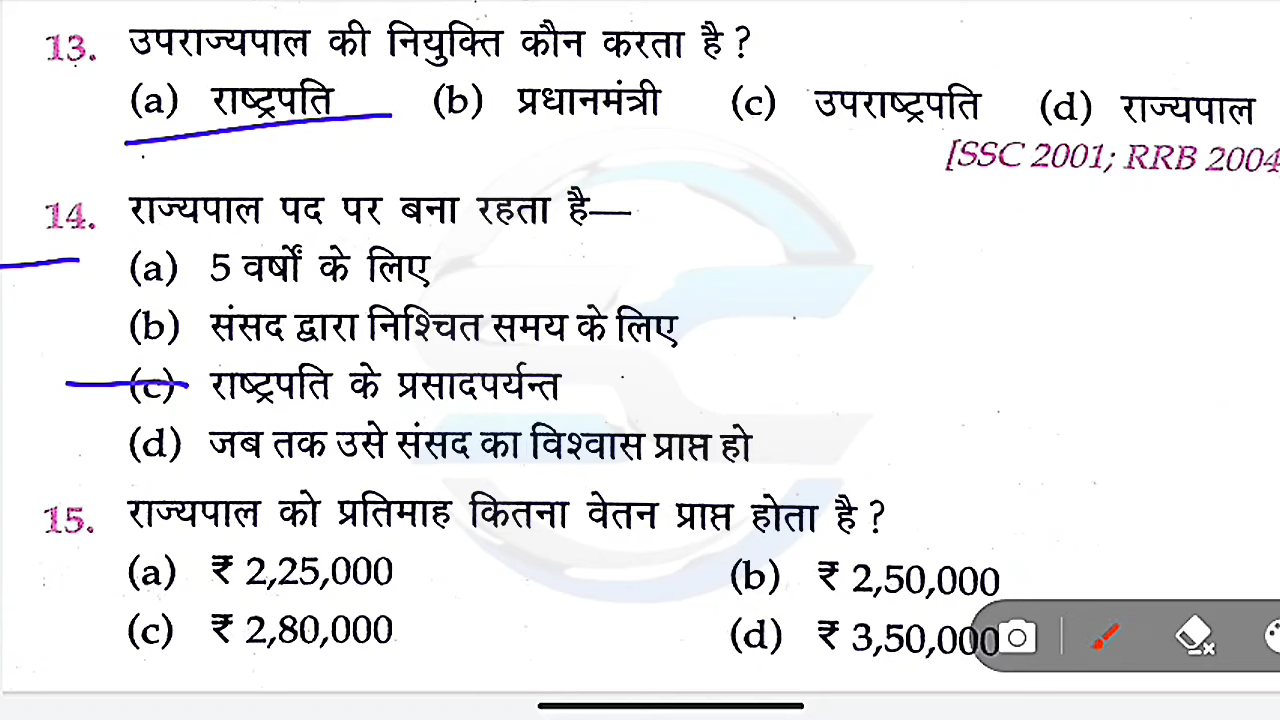 13. उपराज्यपाल की नियुक्ति कौन करता है ?
(a) राष्ट्रपति (b) प्रधानमंत्री (c) उपराष्ट्रपति (d) राज्यपाल
[SSC 2001; RRB 2004
14. राज्यपाल पद पर बना रहता है—
(a) 5 वर्षों के लिए
(b) संसद द्वारा निश्चित समय के लिए
(c) राष्ट्रपति के प्रसादपर्यन्त
(d) जब तक उसे संसद का विश्वास प्राप्त हो
15. राज्यपाल को प्रतिमाह कितना वेतन प्राप्त होता है ?
(a) ₹ 2,25,000 (b) ₹ 2,50,000
(c) ₹ 2,80,000 (d) ₹ 3,50,000